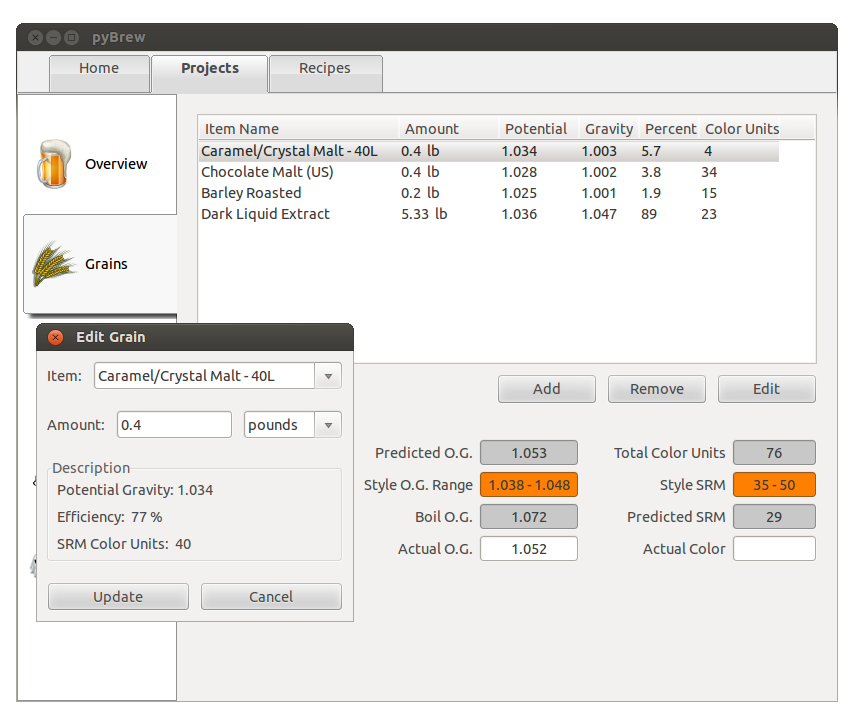 pyBrew
Home Projects Recipes
Overview
Grains
Item Name Amount Potential Gravity Percent Color Units
Caramel/Crystal Malt - 40L 0.4 lb 1.034 1.003 5.7 4
Chocolate Malt (US) 0.4 lb 1.028 1.002 3.8 34
Barley Roasted 0.2 lb 1.025 1.001 1.9 15
Dark Liquid Extract 5.33 lb 1.036 1.047 89 23
Add Remove Edit
Predicted O.G. 1.053 Total Color Units 76
Style O.G. Range 1.038 - 1.048 Style SRM 35 - 50
Boil O.G. 1.072 Predicted SRM 29
Actual O.G. 1.052 Actual Color
Edit Grain
Item: Caramel/Crystal Malt - 40L
Amount: 0.4 pounds
Description
Potential Gravity: 1.034
Efficiency: 77 %
SRM Color Units: 40
Update Cancel